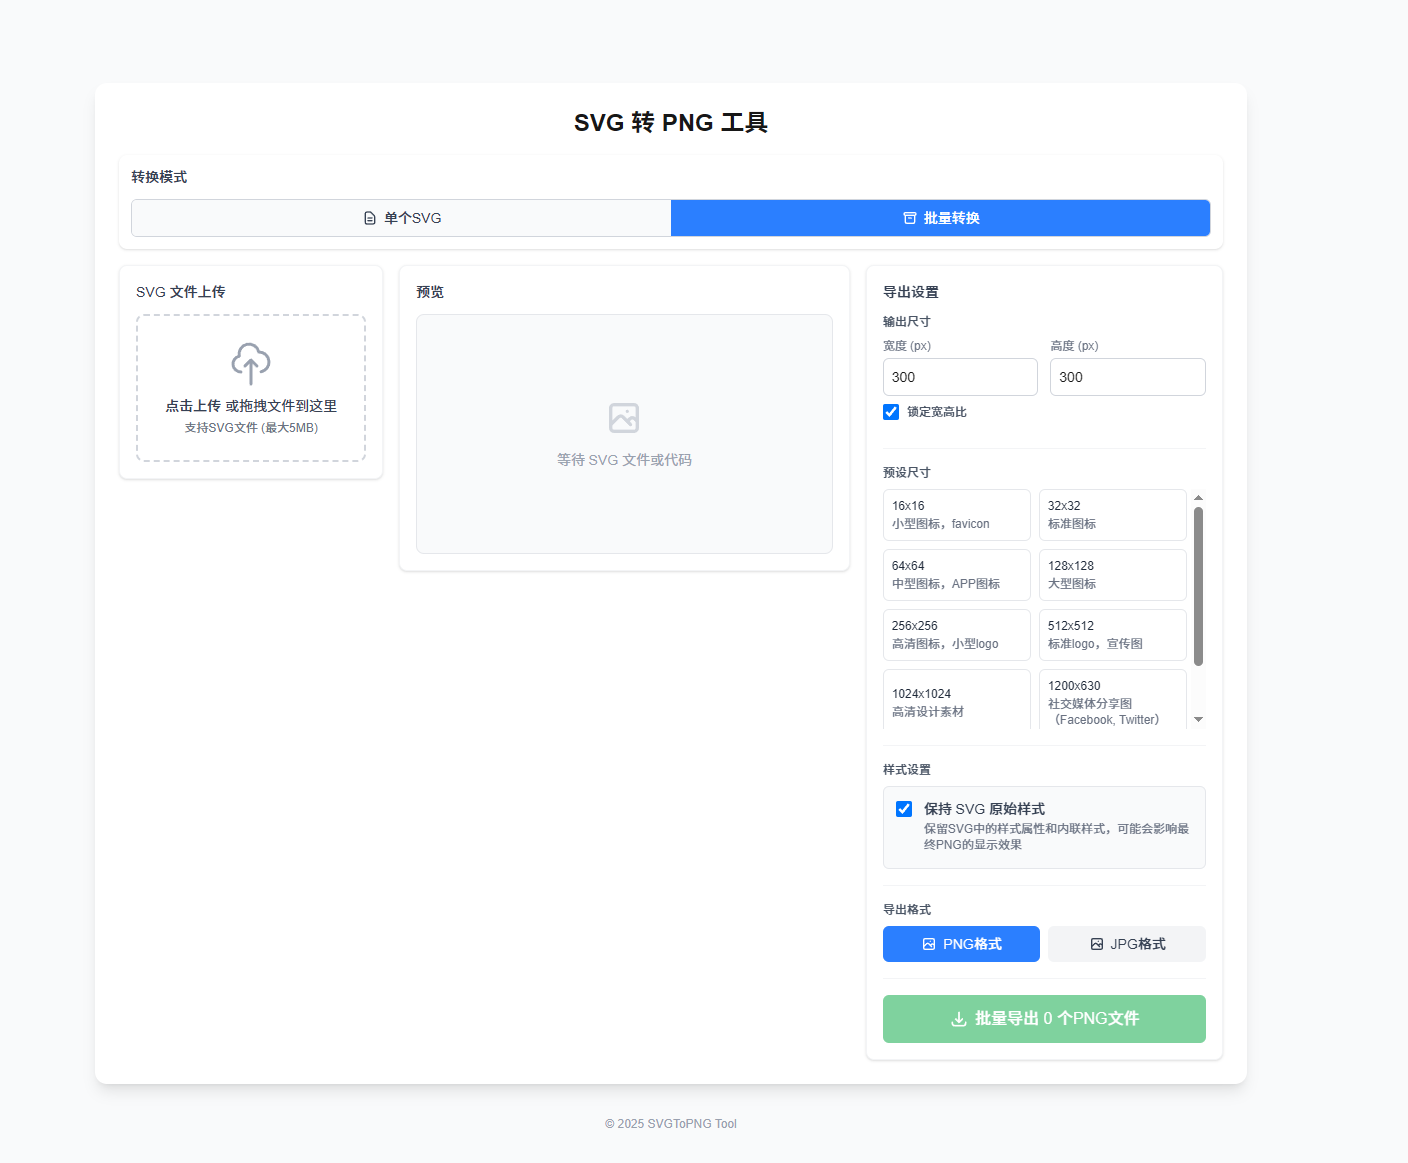 SVG 转 PNG 工具
转换模式
单个SVG
批量转换
SVG 文件上传
点击上传 或拖拽文件到这里
支持SVG文件 (最大5MB)
预览
等待 SVG 文件或代码
导出设置
输出尺寸
宽度 (px)
高度 (px)
300
300
锁定宽高比
预设尺寸
16x16
小型图标，favicon
32x32
标准图标
64x64
中型图标，APP图标
128x128
大型图标
256x256
高清图标，小型logo
512x512
标准logo，宣传图
1024x1024
高清设计素材
1200x630
社交媒体分享图
（Facebook, Twitter）
样式设置
保持 SVG 原始样式
保留SVG中的样式属性和内联样式，可能会影响最
终PNG的显示效果
导出格式
PNG格式
JPG格式
批量导出 0 个PNG文件
© 2025 SVGToPNG Tool